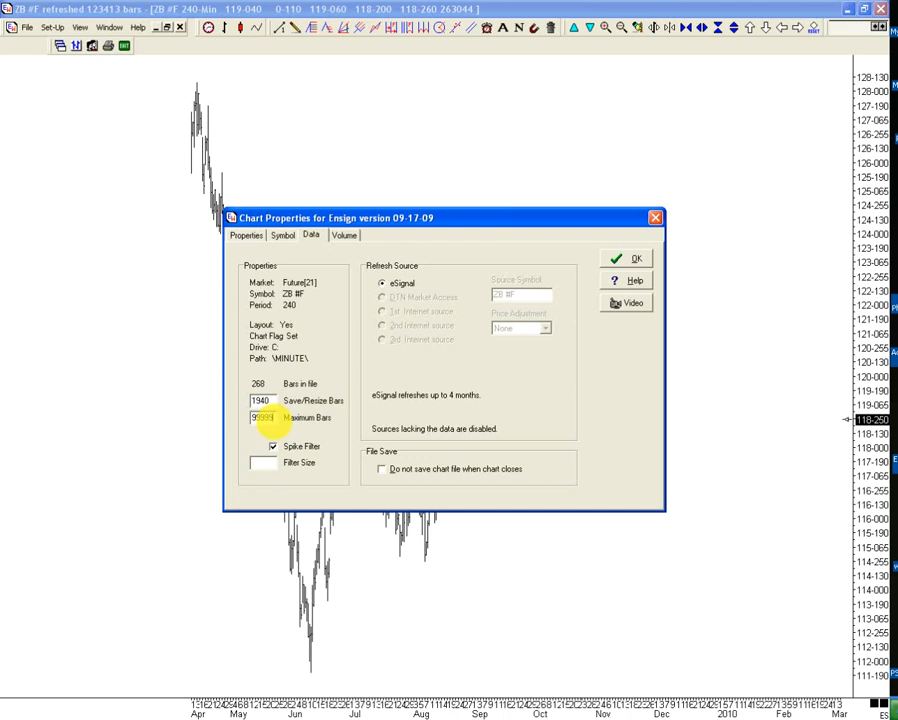 ZB #F refreshed 123413 bars - [ZB #F 240-Min 119-040 0-110 119-060 118-200 118-260 263044 ]
File Set-Up View Window Help
EXIT
Chart Properties for Ensign version 09-17-09
Properties Symbol Data Volume
Properties
Market: Future[21]
Symbol: ZB #F
Period: 240
Layout: Yes
Chart Flag Set
Drive: C:
Path: \MINUTE\
268 Bars in file
1940 Save/Resize Bars
99999 Maximum Bars
Spike Filter
Filter Size
Refresh Source
eSignal
DTN Market Access
1st. Internet source
2nd Internet source
3rd. Internet source
Source Symbol
ZB #F
Price Adjustment
None
eSignal refreshes up to 4 months.
Sources lacking the data are disabled.
File Save
Do not save chart file when chart closes
OK
Help
Video
128-130
128-000
127-190
127-065
126-255
126-130
126-000
125-190
125-065
124-255
124-130
124-000
123-190
123-065
122-255
122-130
122-000
121-190
121-065
120-255
120-130
120-000
119-190
119-065
118-250
118-130
118-000
117-190
117-065
116-255
116-130
116-000
115-190
115-065
114-255
114-130
114-000
113-190
113-065
112-255
112-130
112-000
111-190
Apr May Jun Jul Aug Sep Oct Nov Dec 2010 Feb Mar
ES